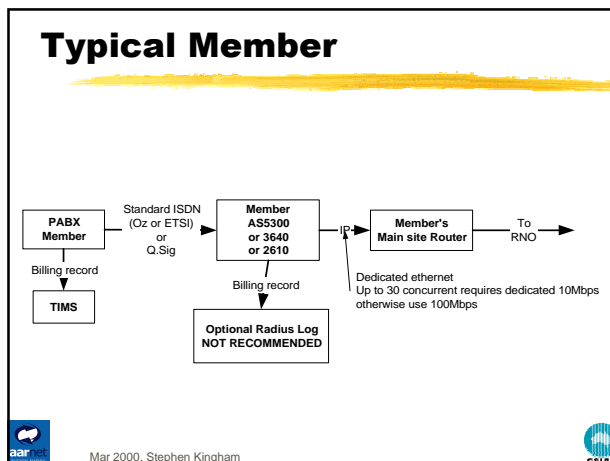 Typical Member
PABX
Member
Standard ISDN
(Oz or ETSI)
or
Q.Sig
Member
AS5300
or 3640
or 2610
IP
Member's
Main site Router
To
RNO
Billing record
TIMS
Billing record
Optional Radius Log
NOT RECOMMENDED
Dedicated ethernet
Up to 30 concurrent requires dedicated 10Mbps
otherwise use 100Mbps
aarnet
Mar 2000, Stephen Kingham